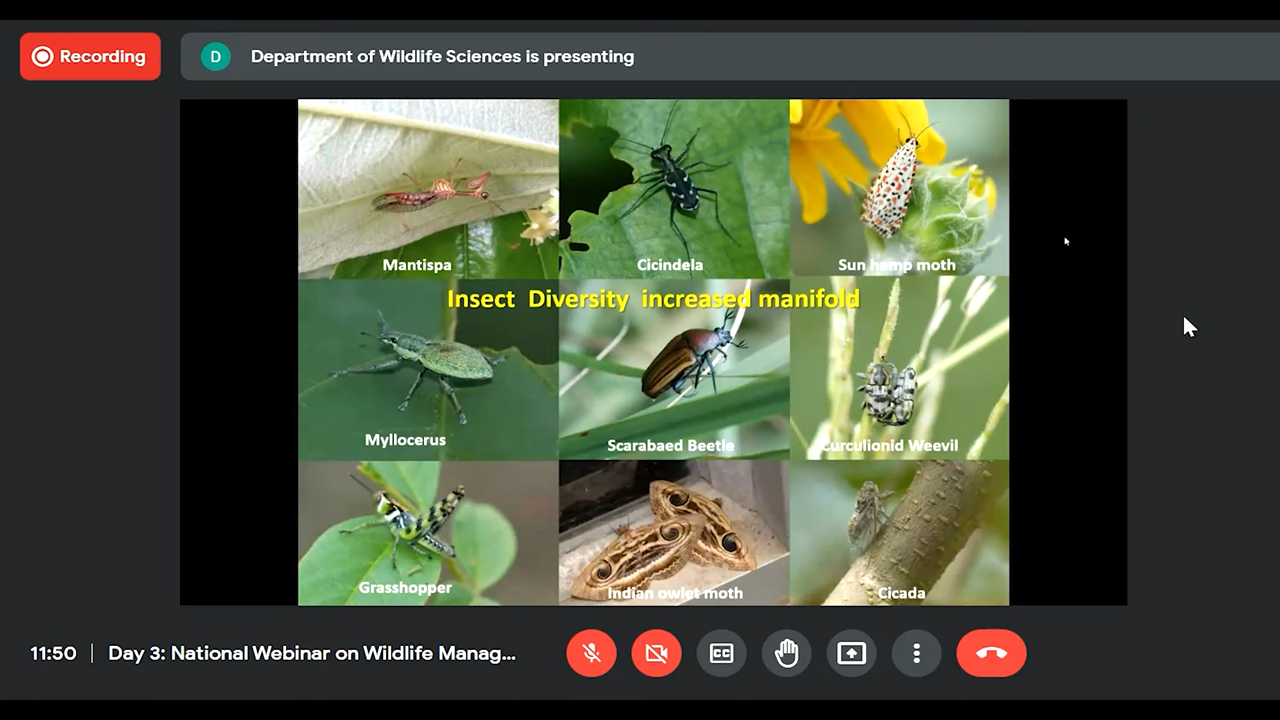 Recording
D
Department of Wildlife Sciences is presenting
Mantispa
Cicindela
Sun hemp moth
Insect Diversity increased manifold
Myllocerus
Scarabaed Beetle
Curculionid Weevil
Grasshopper
Indian owlet moth
Cicada
11:50
Day 3: National Webinar on Wildlife Manag...
CC